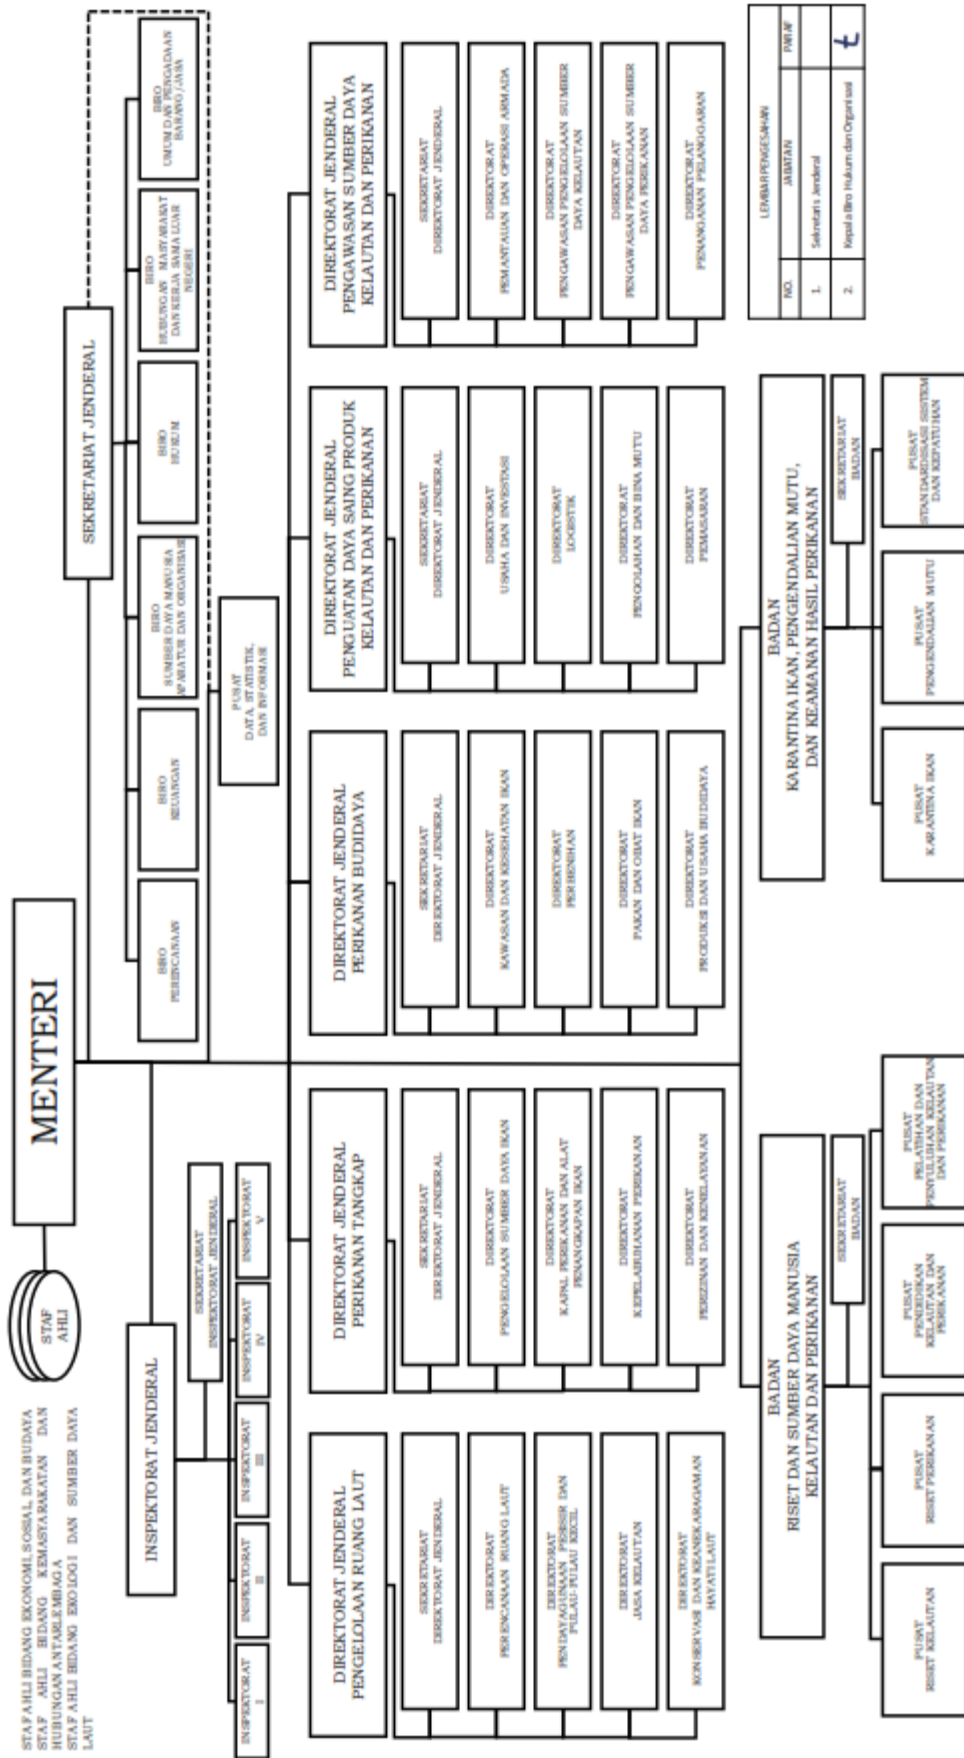 STAF AHLI BIDANG EKONOMI, SOSIAL, DAN BUDAYA
STAF AHLI BIDANG KEMASYARAKATAN DAN
HUBUNGAN ANTARLEMBAGA
STAF AHLI BIDANG EKOLOGI DAN SUMBER DAYA
LAUT
STAF
AHLI
MENTERI
INSPEKTORAT JENDERAL
SEKRETARIAT
INSPEKTORAT JENDERAL
INSPEKTORAT
I
INSPEKTORAT
II
INSPEKTORAT
III
INSPEKTORAT
IV
INSPEKTORAT
V
SEKRETARIAT JENDERAL
BIRO
PERENCANAAN
BIRO
KEUANGAN
BIRO
SUMBER DAYA MANUSIA
APARATUR DAN ORGANISASI
BIRO
HUKUM
BIRO
HUBUNGAN MASYARAKAT
DAN KERJA SAMA LUAR
NEGERI
BIRO
UMUM DAN PENGADAAN
BARANG/JASA
PUSAT
DATA, STATISTIK,
DAN INFORMASI
DIREKTORAT JENDERAL
PENGELOLAAN RUANG LAUT
SEKRETARIAT
DIREKTORAT JENDERAL
DIREKTORAT
PERENCANAAN RUANG LAUT
DIREKTORAT
PENDAYAGUNAAN PESISIR DAN
PULAU-PULAU KECIL
DIREKTORAT
JASA KELAUTAN
DIREKTORAT
KONSERVASI DAN KEANEKARAGAMAN
HAYATI LAUT
DIREKTORAT JENDERAL
PERIKANAN TANGKAP
SEKRETARIAT
DIREKTORAT JENDERAL
DIREKTORAT
PENGELOLAAN SUMBER DAYA IKAN
DIREKTORAT
KAPAL PERIKANAN DAN ALAT
PENANGKAPAN IKAN
DIREKTORAT
KEPELABUHANAN PERIKANAN
DIREKTORAT
PERIZINAN DAN KENELAYANAN
DIREKTORAT JENDERAL
PERIKANAN BUDIDAYA
SEKRETARIAT
DIREKTORAT JENDERAL
DIREKTORAT
KAWASAN DAN KESEHATAN IKAN
DIREKTORAT
PERBENIHAN
DIREKTORAT
PAKAN DAN OBAT IKAN
DIREKTORAT
PRODUKSI DAN USAHA BUDIDAYA
DIREKTORAT JENDERAL
PENGUATAN DAYA SAING PRODUK
KELAUTAN DAN PERIKANAN
SEKRETARIAT
DIREKTORAT JENDERAL
DIREKTORAT
USAHA DAN INVESTASI
DIREKTORAT
LOGISTIK
DIREKTORAT
PENGOLAHAN DAN BINA MUTU
DIREKTORAT
PEMASARAN
DIREKTORAT JENDERAL
PENGAWASAN SUMBER DAYA
KELAUTAN DAN PERIKANAN
SEKRETARIAT
DIREKTORAT JENDERAL
DIREKTORAT
PEMANTAUAN DAN OPERASI ARMADA
DIREKTORAT
PENGAWASAN PENGELOLAAN SUMBER
DAYA KELAUTAN
DIREKTORAT
PENGAWASAN PENGELOLAAN SUMBER
DAYA PERIKANAN
DIREKTORAT
PENANGANAN PELANGGARAN
BADAN
RISET DAN SUMBER DAYA MANUSIA
KELAUTAN DAN PERIKANAN
SEKRETARIAT
BADAN
PUSAT
RISET KELAUTAN
PUSAT
RISET PERIKANAN
PUSAT
PENDIDIKAN
KELAUTAN DAN
PERIKANAN
PUSAT
PELATIHAN DAN
PENYULUHAN KELAUTAN
DAN PERIKANAN
BADAN
KARANTINA IKAN, PENGENDALIAN MUTU,
DAN KEAMANAN HASIL PERIKANAN
SEKRETARIAT
BADAN
PUSAT
KARANTINA IKAN
PUSAT
PENGENDALIAN MUTU
PUSAT
STANDARDISASI SISTEM
DAN KEPATUHAN
LEMBAR PENGESAHAN
NO. JABATAN PARAF
1. Sekretaris Jenderal
2. Kepala Biro Hukum dan Organisasi